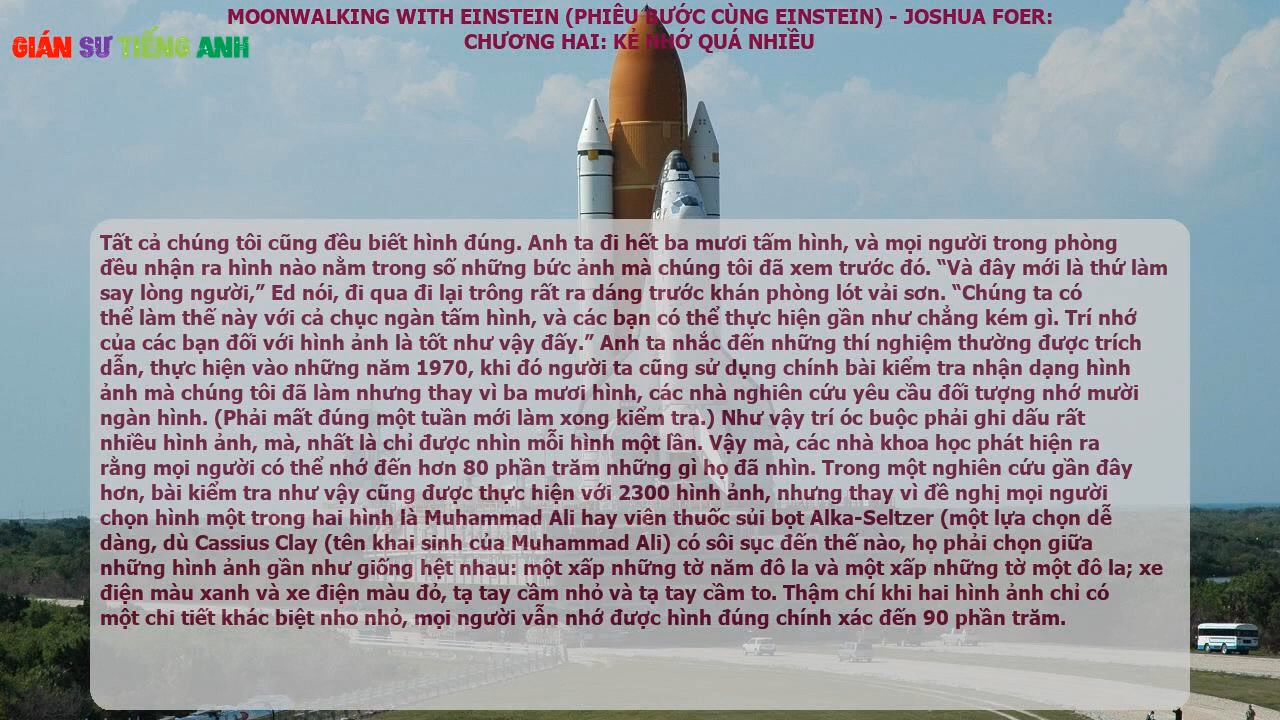 MOONWALKING WITH EINSTEIN (PHIÊU BƯỚC CÙNG EINSTEIN) - JOSHUA FOER:
CHƯƠNG HAI: KẺ NHỚ QUÁ NHIỀU
GIÁN SƯ TIẾNG ANH
Tất cả chúng tôi cũng đều biết hình đúng. Anh ta đi hết ba mươi tấm hình, và mọi người trong phòng
đều nhận ra hình nào nằm trong số những bức ảnh mà chúng tôi đã xem trước đó. “Và đây mới là thứ làm
say lòng người,” Ed nói, đi qua đi lại trông rất ra dáng trước khán phòng lót vải sơn. “Chúng ta có
thể làm thế này với cả chục ngàn tấm hình, và các bạn có thể thực hiện gần như chẳng kém gì. Trí nhớ
của các bạn đối với hình ảnh là tốt như vậy đấy.” Anh ta nhắc đến những thí nghiệm thường được trích
dẫn, thực hiện vào những năm 1970, khi đó người ta cũng sử dụng chính bài kiểm tra nhận dạng hình
ảnh mà chúng tôi đã làm nhưng thay vì ba mươi hình, các nhà nghiên cứu yêu cầu đối tượng nhớ mười
ngàn hình. (Phải mất đúng một tuần mới làm xong kiểm tra.) Như vậy trí óc buộc phải ghi dấu rất
nhiều hình ảnh, mà, nhất là chỉ được nhìn mỗi hình một lần. Vậy mà, các nhà khoa học phát hiện ra
rằng mọi người có thể nhớ đến hơn 80 phần trăm những gì họ đã nhìn. Trong một nghiên cứu gần đây
hơn, bài kiểm tra như vậy cũng được thực hiện với 2300 hình ảnh, nhưng thay vì đề nghị mọi người
chọn hình một trong hai hình là Muhammad Ali hay viên thuốc sủi bọt Alka-Seltzer (một lựa chọn dễ
dàng, dù Cassius Clay (tên khai sinh của Muhammad Ali) có sôi sục đến thế nào, họ phải chọn giữa
những hình ảnh gần như giống hệt nhau: một xấp những tờ năm đô la và một xấp những tờ một đô la; xe
điện màu xanh và xe điện màu đỏ, tạ tay cầm nhỏ và tạ tay cầm to. Thậm chí khi hai hình ảnh chỉ có
một chi tiết khác biệt nho nhỏ, mọi người vẫn nhớ được hình đúng chính xác đến 90 phần trăm.